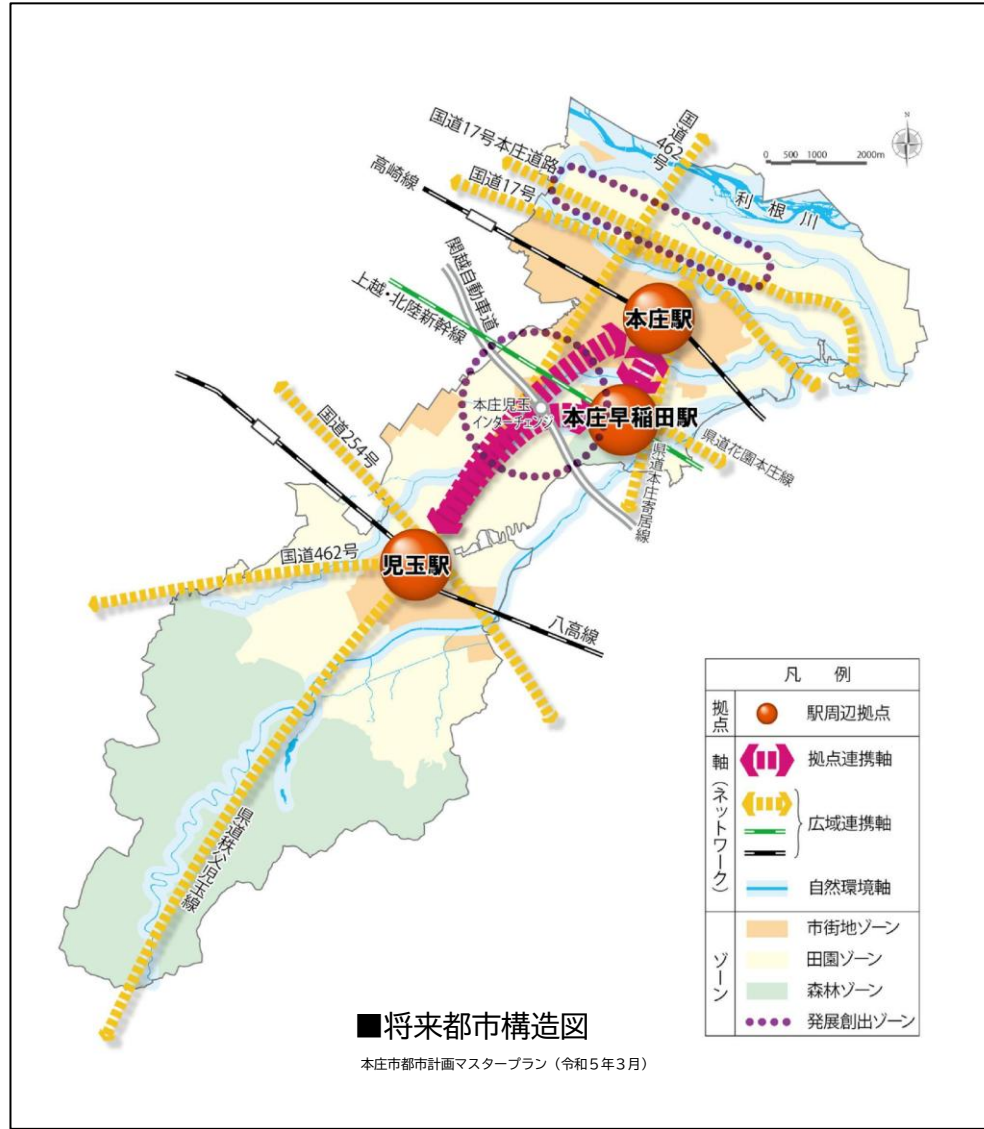 国道462号
国道17号本庄道路
国道17号
高崎線
利根川
N
0 500 1000 2000m
関越自動車道
上越・北陸新幹線
本庄駅
本庄児玉
インターチェンジ
本庄早稲田駅
県道花園本庄線
県道本庄寄居線
国道254号
児玉駅
国道462号
八高線
県道秩父児玉線
凡例
拠点
駅周辺拠点
軸(ネットワーク)
拠点連携軸
広域連携軸
自然環境軸
ゾーン
市街地ゾーン
田園ゾーン
森林ゾーン
発展創出ゾーン
■将来都市構造図
本庄市都市計画マスタープラン(令和5年3月)